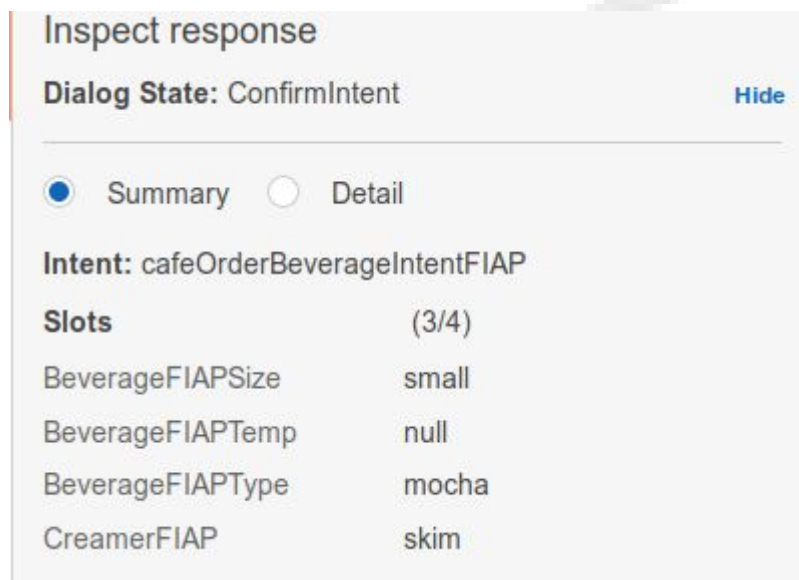 Inspect response
Dialog State: ConfirmIntent Hide
Summary Detail
Intent: cafeOrderBeverageIntentFIAP
Slots (3/4)
BeverageFIAPSize small
BeverageFIAPTemp null
BeverageFIAPType mocha
CreamerFIAP skim